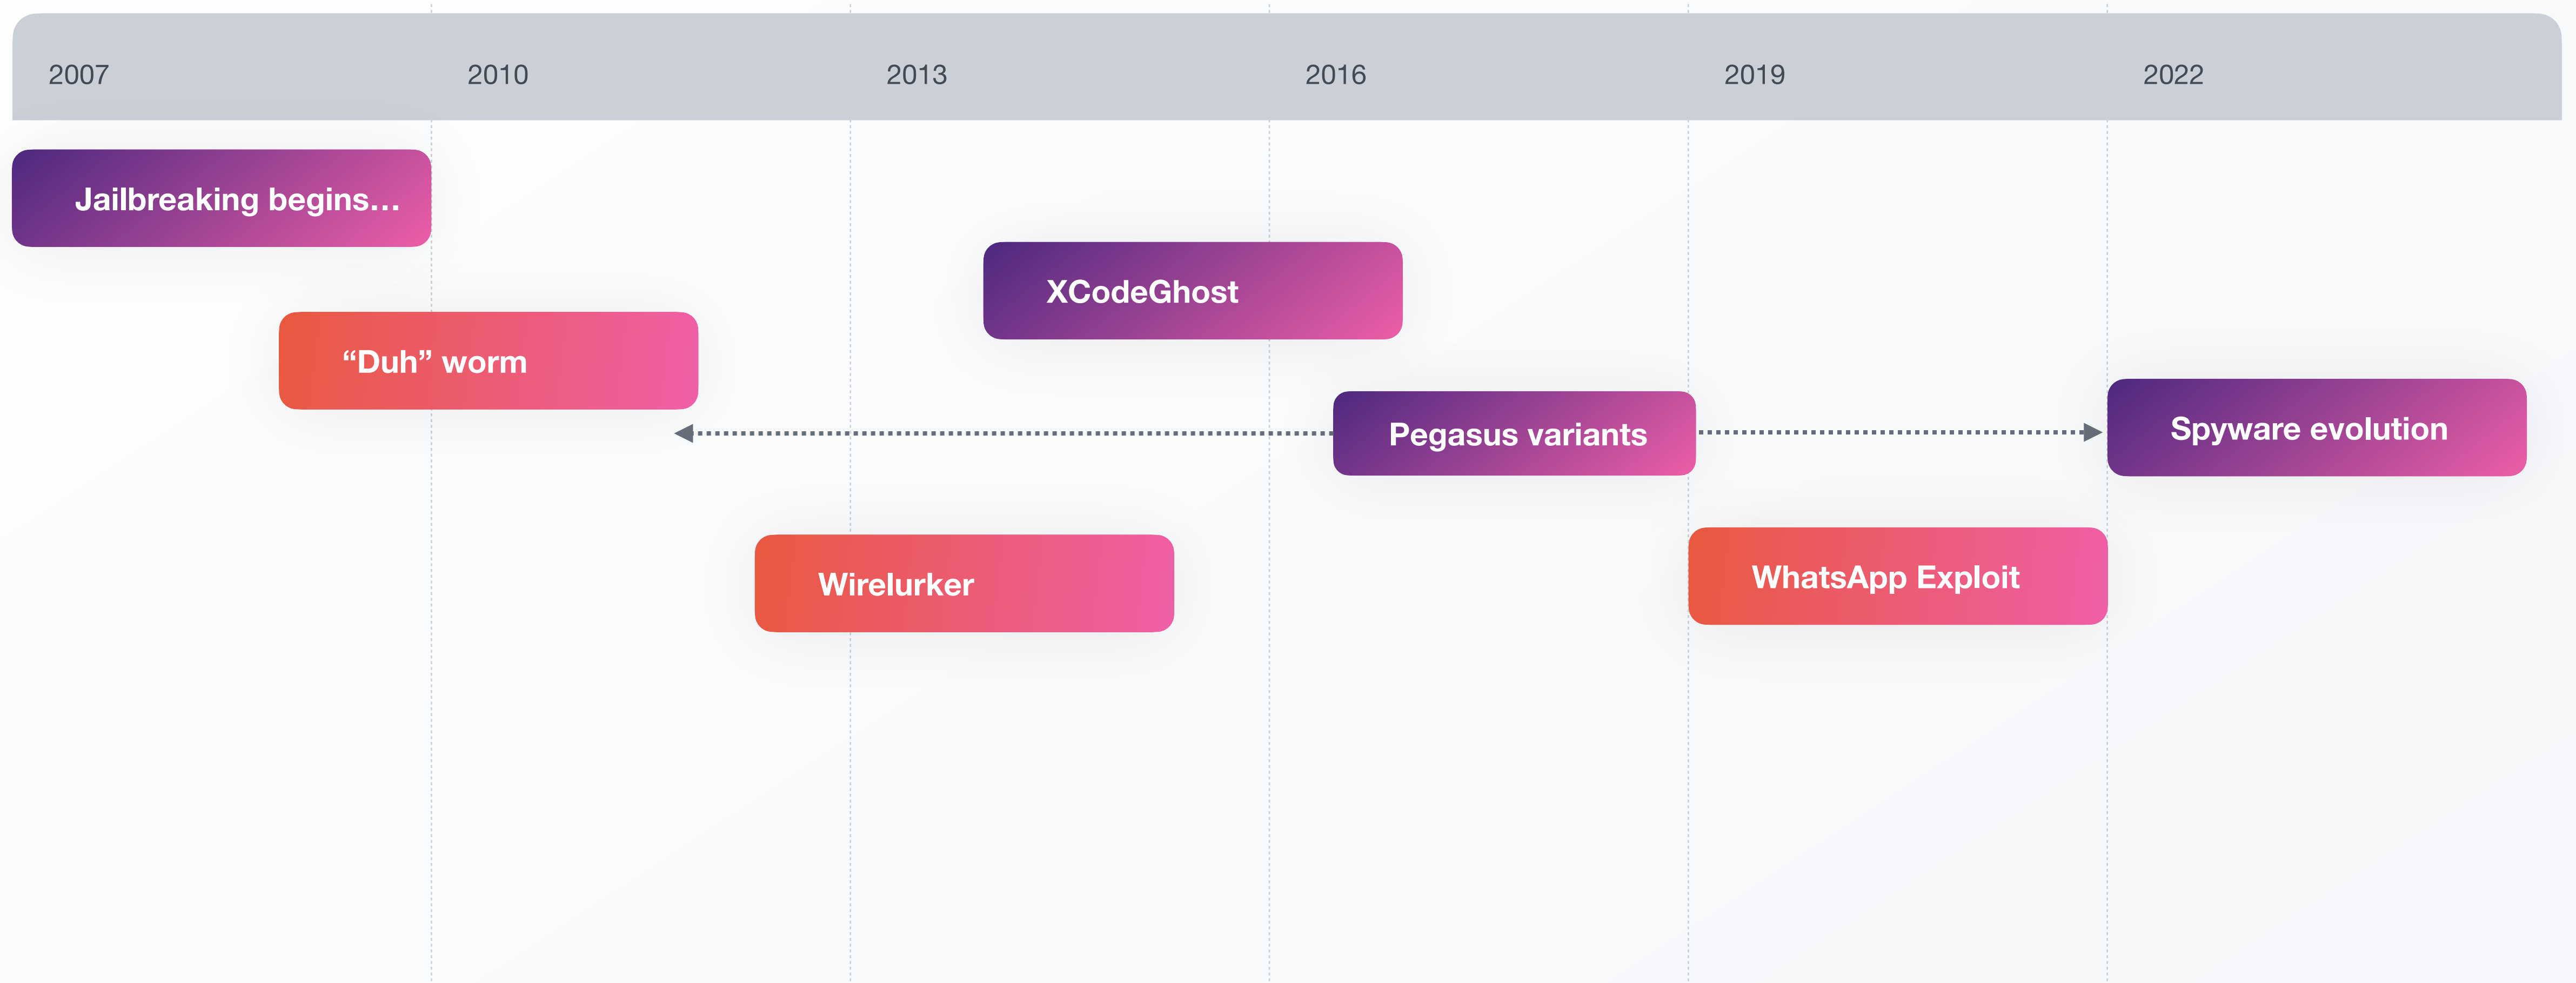 2007
2010
2013
2016
2019
2022
Jailbreaking begins…
XCodeGhost
“Duh” worm
Pegasus variants
Spyware evolution
Wirelurker
WhatsApp Exploit